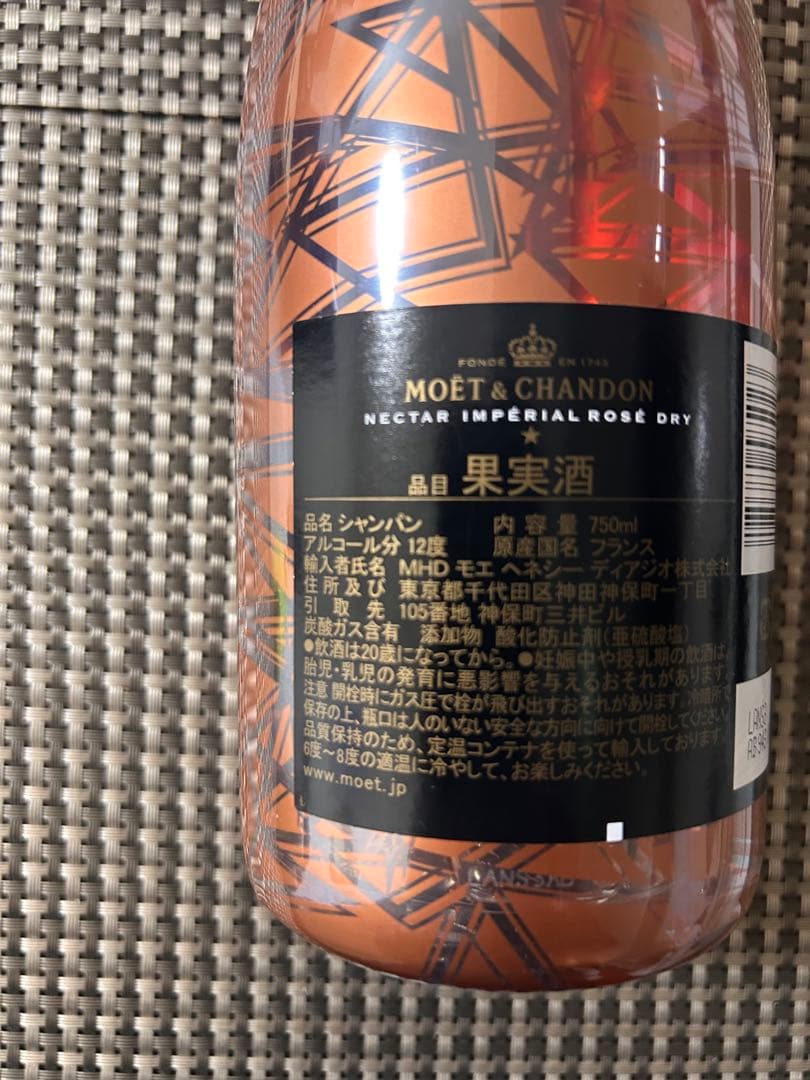 FONDÉ EN 1743
MOËT & CHANDON
NECTAR IMPÉRIAL ROSÉ DRY
品目 果実酒
品名 シャンパン 内容量 750ml
アルコール分 12度 原産国名 フランス
輸入者氏名 MHD モエ ヘネシー ディアジオ株式会社
住所及び 東京都千代田区神田神保町一丁目
引取先 105番地 神保町三井ビル
炭酸ガス含有 添加物 酸化防止剤(亜硫酸塩)
●飲酒は20歳になってから。●妊娠中や授乳期の飲酒は、
胎児・乳児の発育に悪影響を与えるおそれがあります。
注意 開栓時にガス圧で栓が飛び出すおそれがあります。冷暗所で
保存の上、瓶口は人のいない安全な方向に向けて開栓してください。
品質保持のため、定温コンテナを使って輸入しております。
6度〜8度の適温に冷やして、お楽しみください。
www.moet.jp